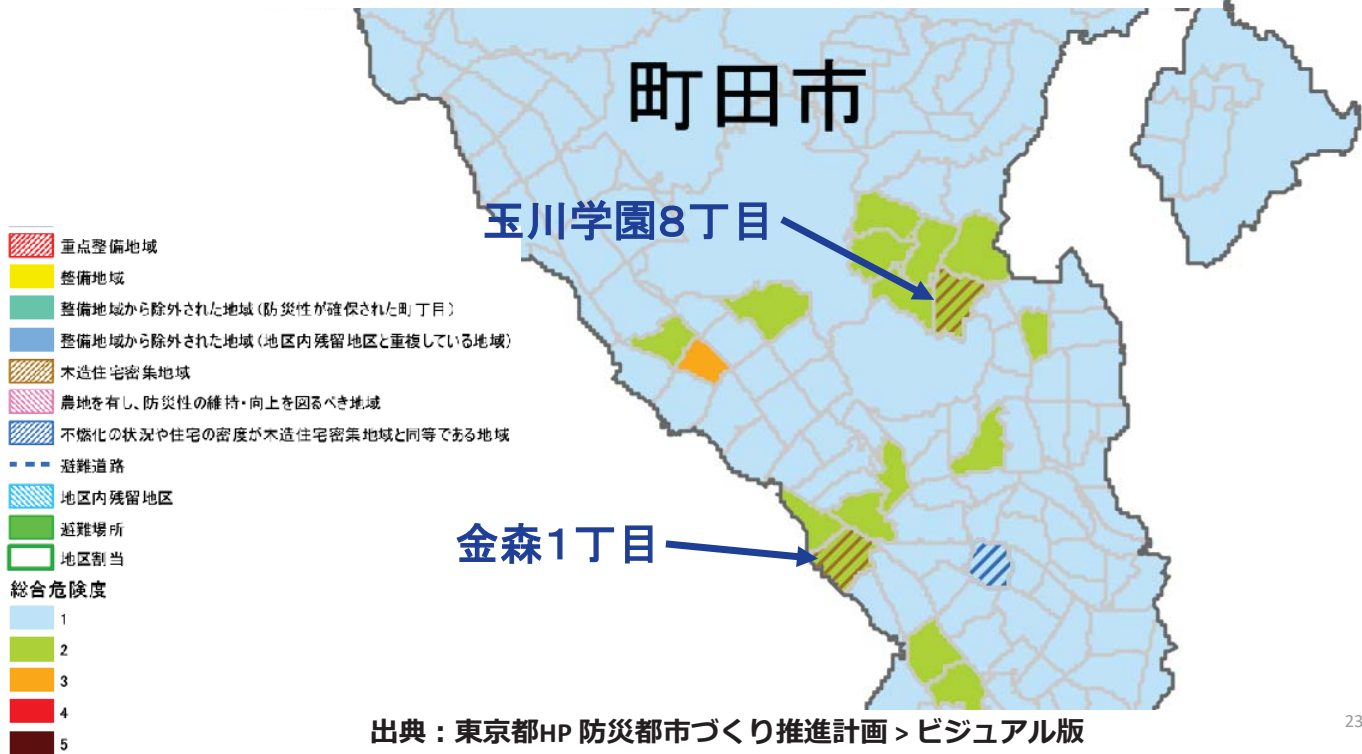 町田市
玉川学園8丁目
金森1丁目
重点整備地域
整備地域
整備地域から除外された地域(防災性が確保された町丁目)
整備地域から除外された地域(地区内残留地区と重複している地域)
木造住宅密集地域
農地を有し、防災性の維持・向上を図るべき地域
不燃化の状況や住宅の密度が木造住宅密集地域と同等である地域
避難道路
地区内残留地区
避難場所
地区割当
総合危険度
1
2
3
4
5
出典：東京都HP 防災都市づくり推進計画 > ビジュアル版
23